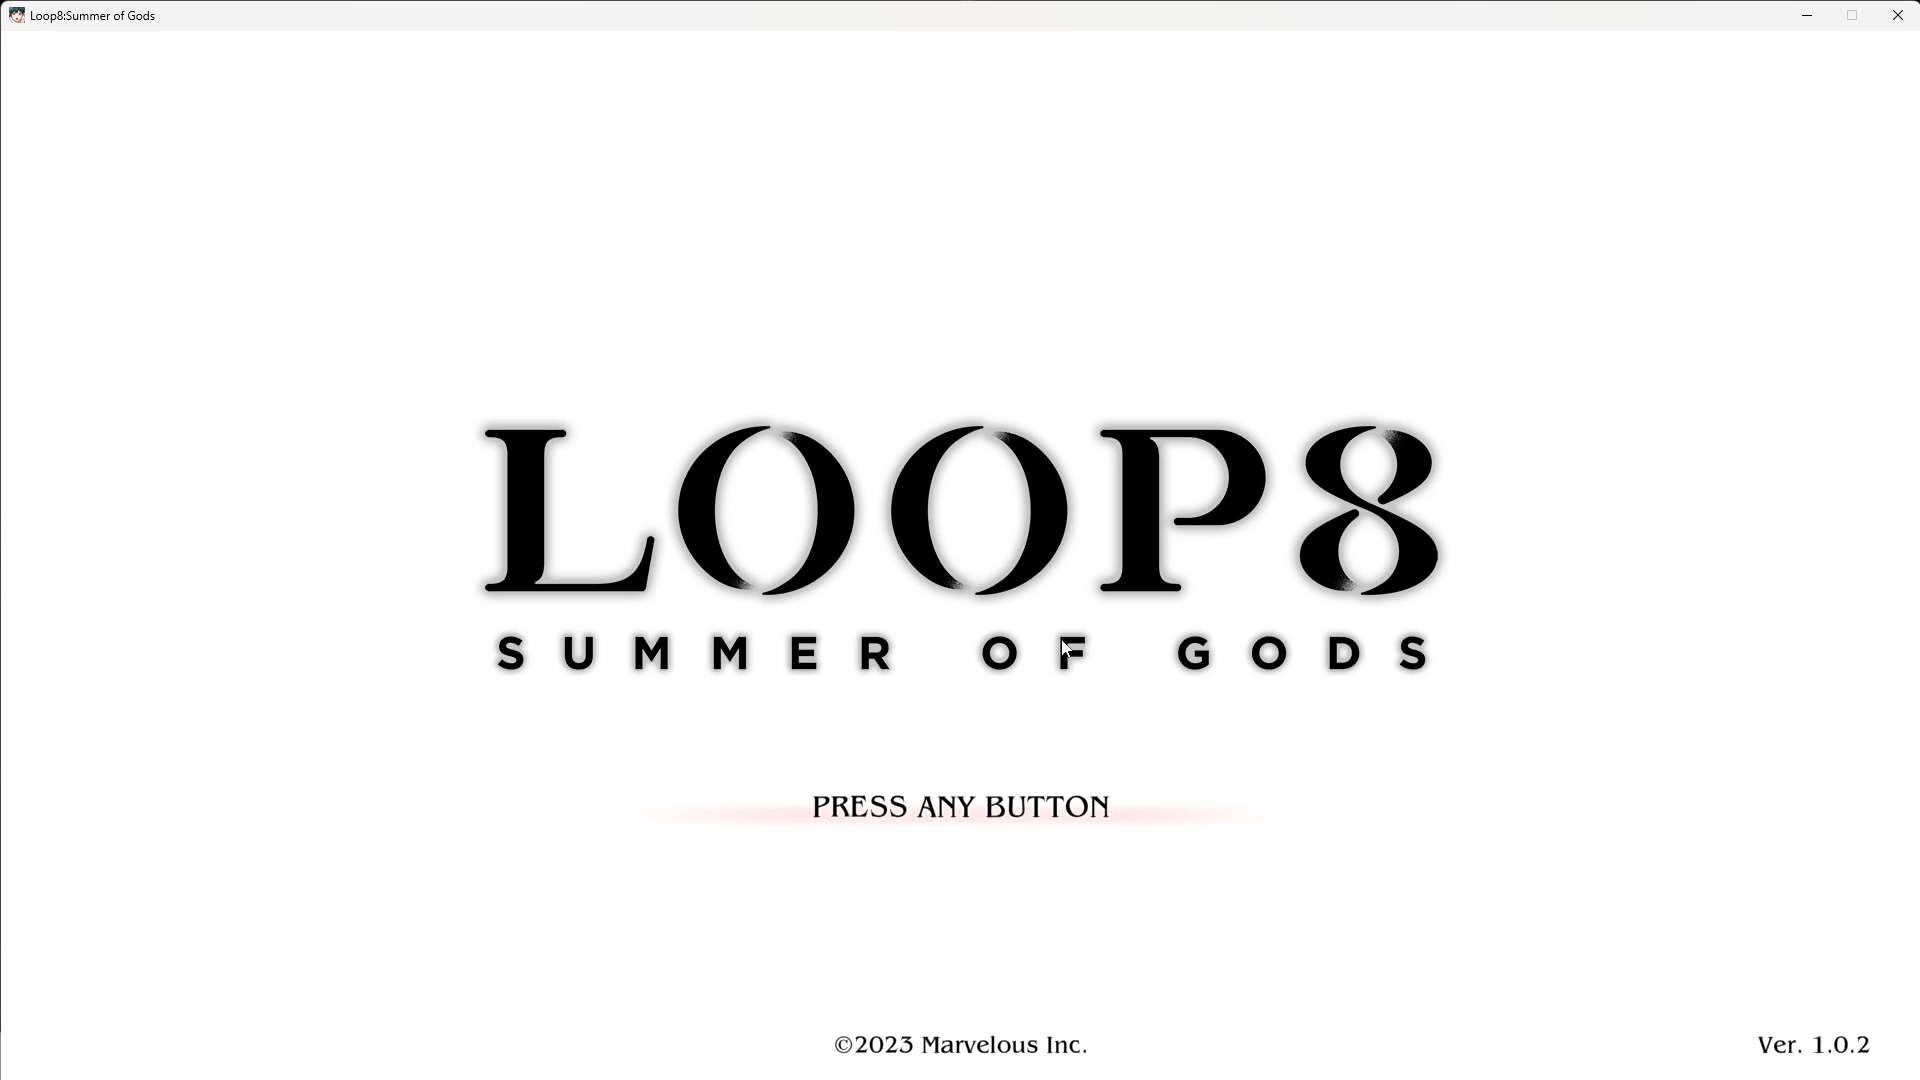 Loop8:Summer of Gods
LOOP8
SUMMER OF GODS
PRESS ANY BUTTON
©2023 Marvelous Inc.
Ver. 1.0.2